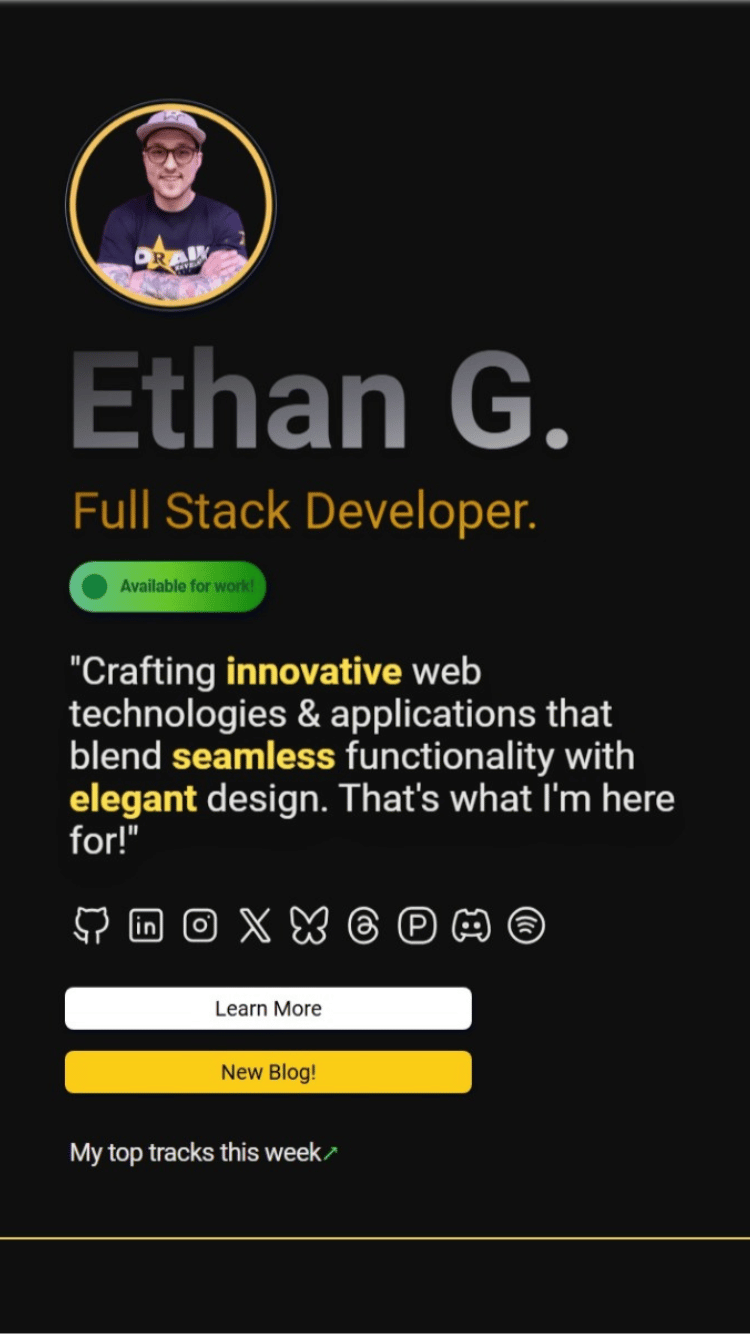 Ethan G.
Full Stack Developer.
Available for work!
"Crafting innovative web
technologies & applications that
blend seamless functionality with
elegant design. That's what I'm here
for!"
Learn More
New Blog!
My top tracks this week↗